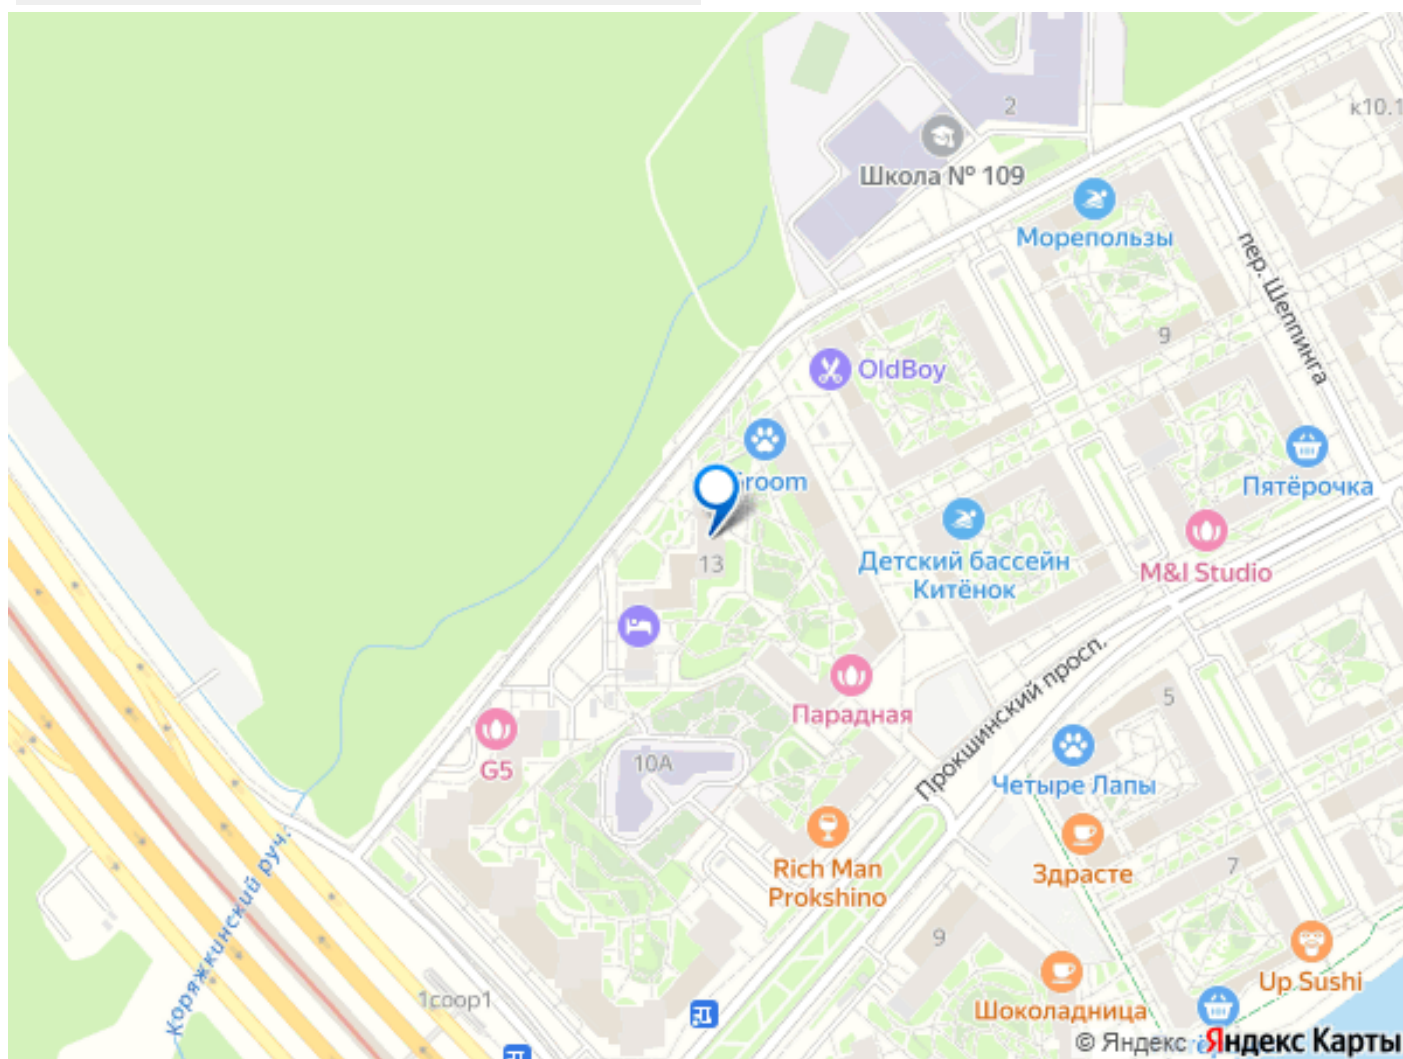 2
к10.1
Школа № 109
Морепользы
пер. Шеппинга
9
OldBoy
room
Пятёрочка
Детский бассейн
Китёнок
M&I Studio
13
Прокшинский просп.
Парадная
5
G5
10А
Четыре Лапы
Rich Man
Prokshino
Здрасте
7
Коряжкинский руч.
9
Up Sushi
1соор1
Шоколадница
© Яндекс Яндекс Карты